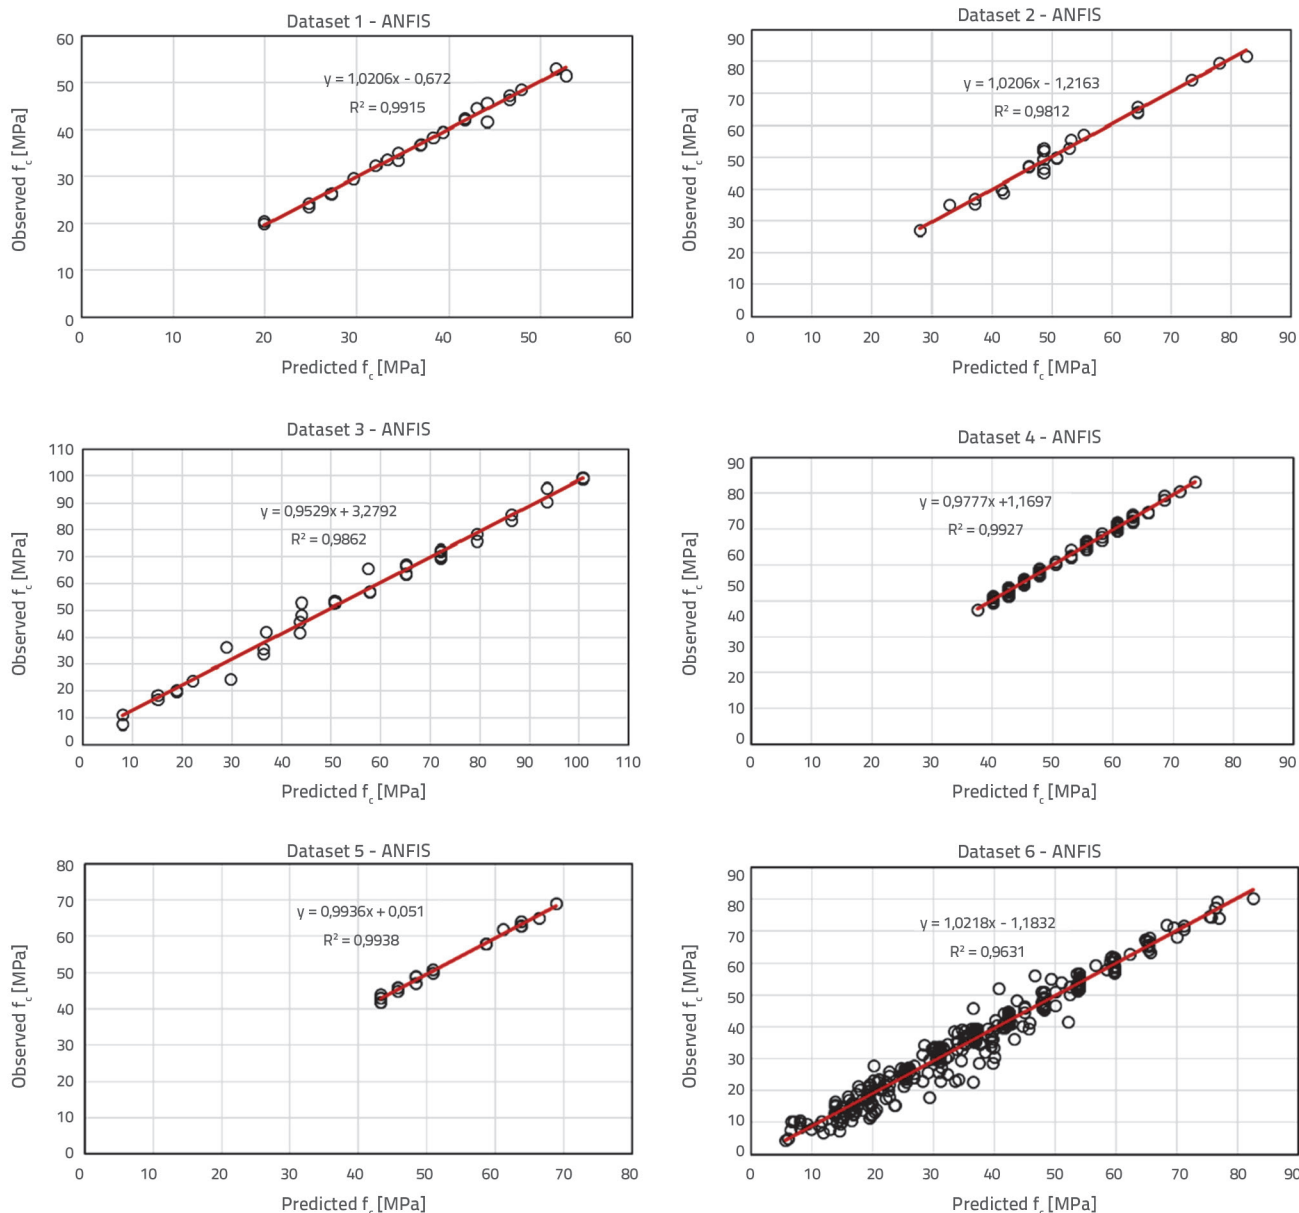 Dataset 1 - ANFIS
60
50
40
30
20
10
0
Observed f_c [MPa]
y = 1,0206x - 0,672
R² = 0,9915
0 10 20 30 40 50 60
Predicted f_c [MPa]
Dataset 2 - ANFIS
90
80
70
60
50
40
30
20
10
0
Observed f_c [MPa]
y = 1,0206x - 1,2163
R² = 0,9812
0 10 20 30 40 50 60 70 80 90
Predicted f_c [MPa]
Dataset 3 - ANFIS
110
100
90
80
70
60
50
40
30
20
10
0
Observed f_c [MPa]
y = 0,9529x + 3,2792
R² = 0,9862
0 10 20 30 40 50 60 70 80 90 100 110
Predicted f_c [MPa]
Dataset 4 - ANFIS
90
80
70
60
50
40
30
20
10
0
Observed f_c [MPa]
y = 0,9777x +1,1697
R² = 0,9927
0 10 20 30 40 50 60 70 80 90
Predicted f_c [MPa]
Dataset 5 - ANFIS
80
70
60
50
40
30
20
10
0
Observed f_c [MPa]
y = 0,9936x + 0,051
R² = 0,9938
0 10 20 30 40 50 61 70 80
Predicted f_c [MPa]
Dataset 6 - ANFIS
90
80
70
60
50
40
30
20
10
0
Observed f_c [MPa]
y = 1,0218x - 1,1832
R² = 0,9631
0 10 20 30 40 50 60 70 80 90
Predicted f_c [MPa]